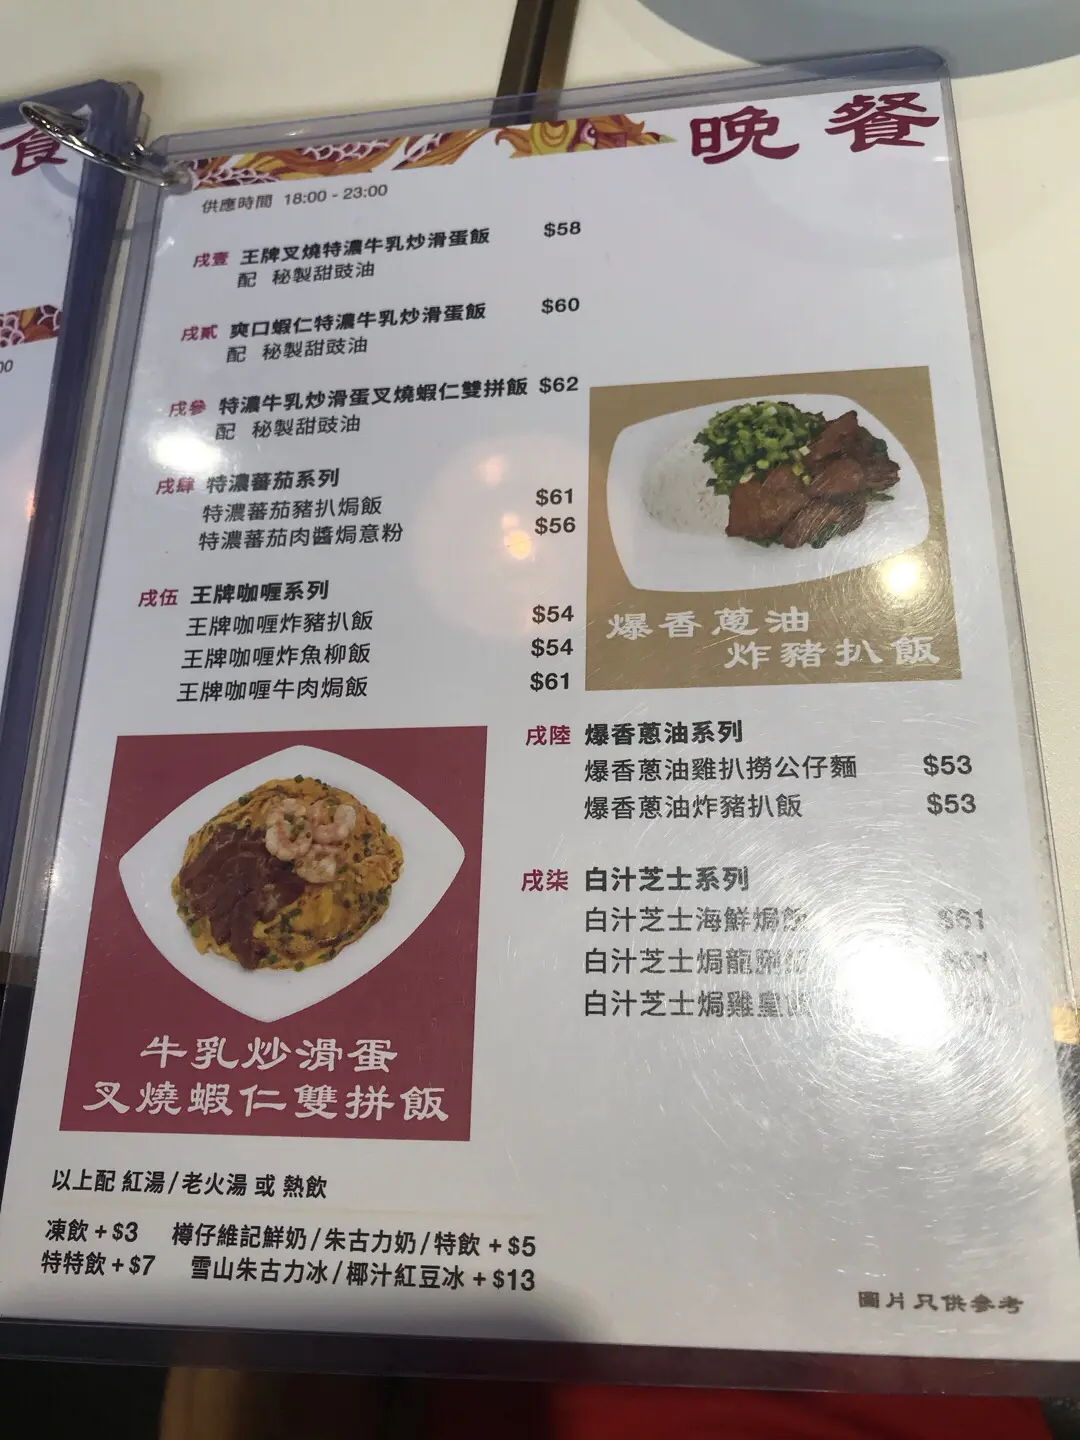 食
晚餐
供應時間 18:00 - 23:00
00
戌壹 王牌叉燒特濃牛乳炒滑蛋飯 $58
配 秘製甜豉油
戌貳 爽口蝦仁特濃牛乳炒滑蛋飯 $60
配 秘製甜豉油
戌參 特濃牛乳炒滑蛋叉燒蝦仁雙拼飯 $62
配 秘製甜豉油
戌肆 特濃蕃茄系列
特濃蕃茄豬扒焗飯 $61
特濃蕃茄肉醬焗意粉 $56
戌伍 王牌咖喱系列
王牌咖喱炸豬扒飯 $54
王牌咖喱炸魚柳飯 $54
王牌咖喱牛肉焗飯 $61
爆香蔥油
炸豬扒飯
戌陸 爆香蔥油系列
爆香蔥油雞扒撈公仔麵 $53
爆香蔥油炸豬扒飯 $53
戌柒 白汁芝士系列
白汁芝士海鮮焗飯 $61
白汁芝士焗龍脷
白汁芝士焗雞皇
牛乳炒滑蛋
叉燒蝦仁雙拼飯
以上配 紅湯/老火湯 或 熱飲
凍飲 + $3 樽仔維記鮮奶/朱古力奶/特飲 + $5
特特飲 + $7 雪山朱古力冰/椰汁紅豆冰 + $13
圖片只供參考